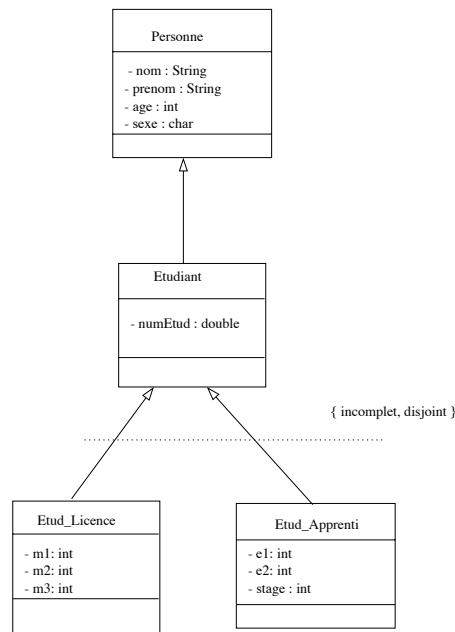 Personne
- nom : String
- prenom : String
- age : int
- sexe : char
Etudiant
- numEtud : double
{ incomplet, disjoint }
Etud_Licence
- m1: int
- m2: int
- m3: int
Etud_Apprenti
- e1: int
- e2: int
- stage : int